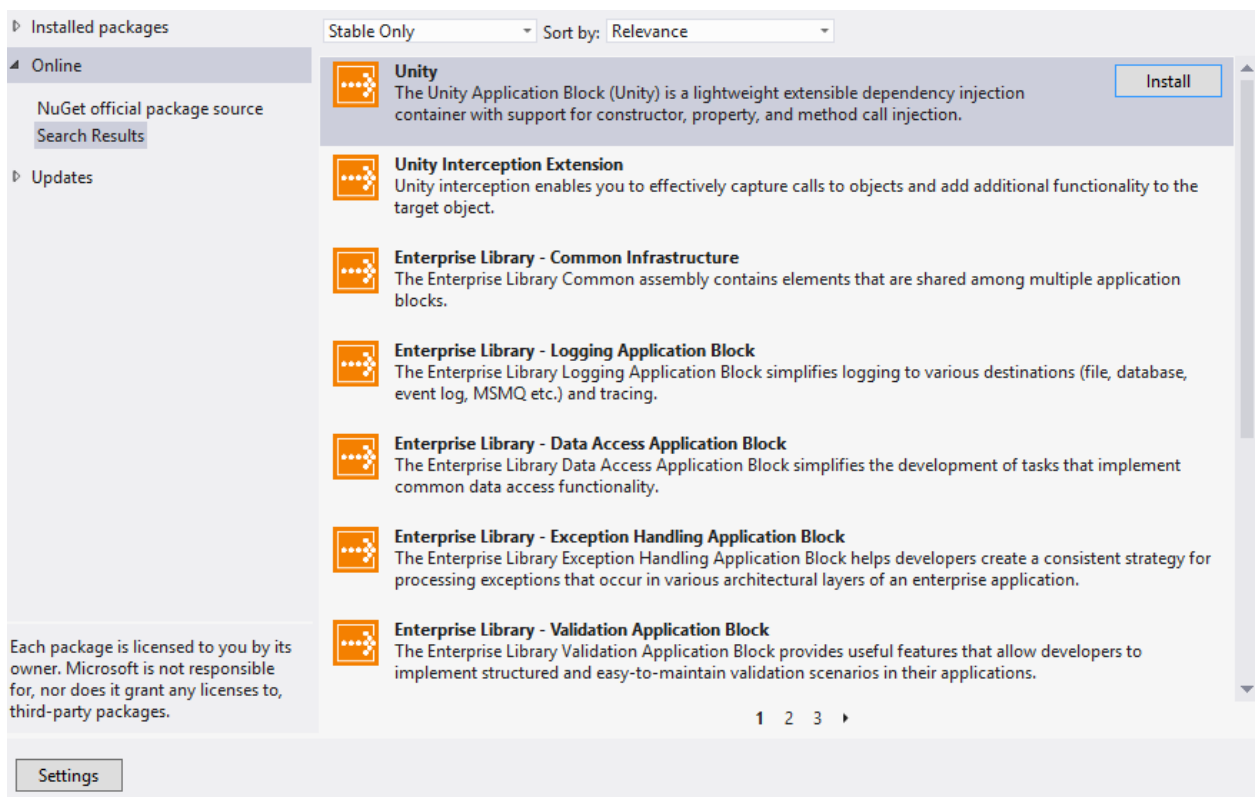 Installed packages
Online
NuGet official package source
Search Results
Updates
Each package is licensed to you by its
owner. Microsoft is not responsible
for, nor does it grant any licenses to,
third-party packages.
Settings
Stable Only Sort by: Relevance
Unity
Install
The Unity Application Block (Unity) is a lightweight extensible dependency injection
container with support for constructor, property, and method call injection.
Unity Interception Extension
Unity interception enables you to effectively capture calls to objects and add additional functionality to the
target object.
Enterprise Library - Common Infrastructure
The Enterprise Library Common assembly contains elements that are shared among multiple application
blocks.
Enterprise Library - Logging Application Block
The Enterprise Library Logging Application Block simplifies logging to various destinations (file, database,
event log, MSMQ etc.) and tracing.
Enterprise Library - Data Access Application Block
The Enterprise Library Data Access Application Block simplifies the development of tasks that implement
common data access functionality.
Enterprise Library - Exception Handling Application Block
The Enterprise Library Exception Handling Application Block helps developers create a consistent strategy for
processing exceptions that occur in various architectural layers of an enterprise application.
Enterprise Library - Validation Application Block
The Enterprise Library Validation Application Block provides useful features that allow developers to
implement structured and easy-to-maintain validation scenarios in their applications.
1 2 3